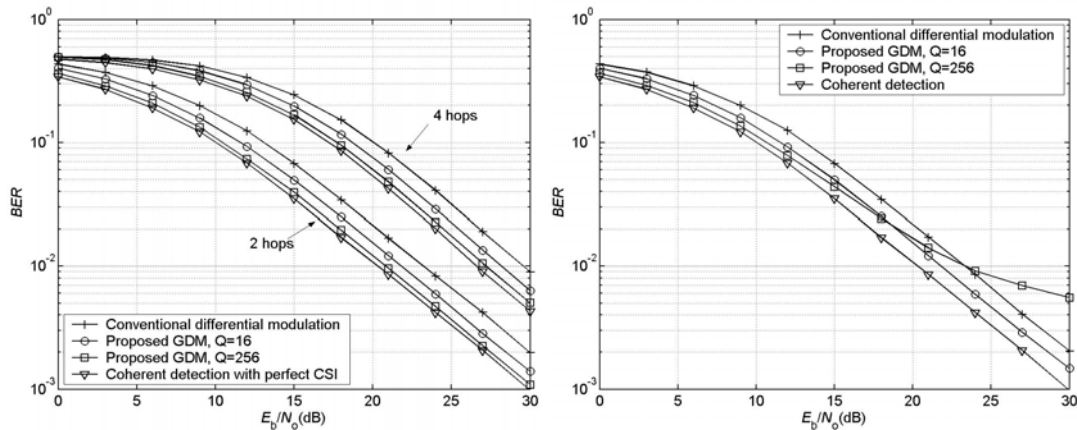 10^0
10^-1
10^-2
10^-3
BER
4 hops
2 hops
Conventional differential modulation
Proposed GDM, Q=16
Proposed GDM, Q=256
Coherent detection with perfect CSI
0 5 10 15 20 25 30
E_b/N_o(dB)
10^0
10^-1
10^-2
10^-3
BER
Conventional differential modulation
Proposed GDM, Q=16
Proposed GDM, Q=256
Coherent detection
0 5 10 15 20 25 30
E_b/N_o(dB)